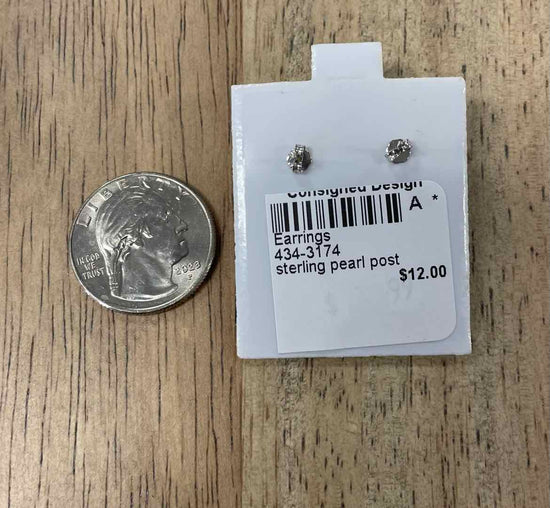 LIBERTY
IN GOD
WE
TRUST
2023
P
Consigned Design
A *
Earrings
434-3174
sterling pearl post
$12.00